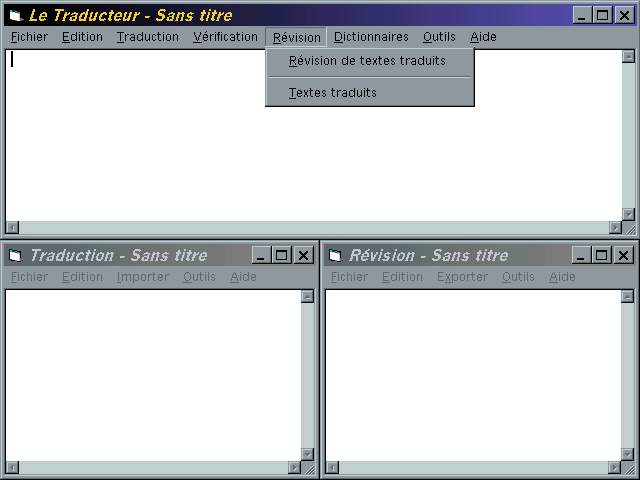 Le Traducteur - Sans titre
Fichier Edition Traduction Vérification Révision Dictionnaires Outils Aide
Révision de textes traduits
Textes traduits
Traduction - Sans titre
Fichier Edition Importer Outils Aide
Révision - Sans titre
Fichier Edition Exporter Outils Aide